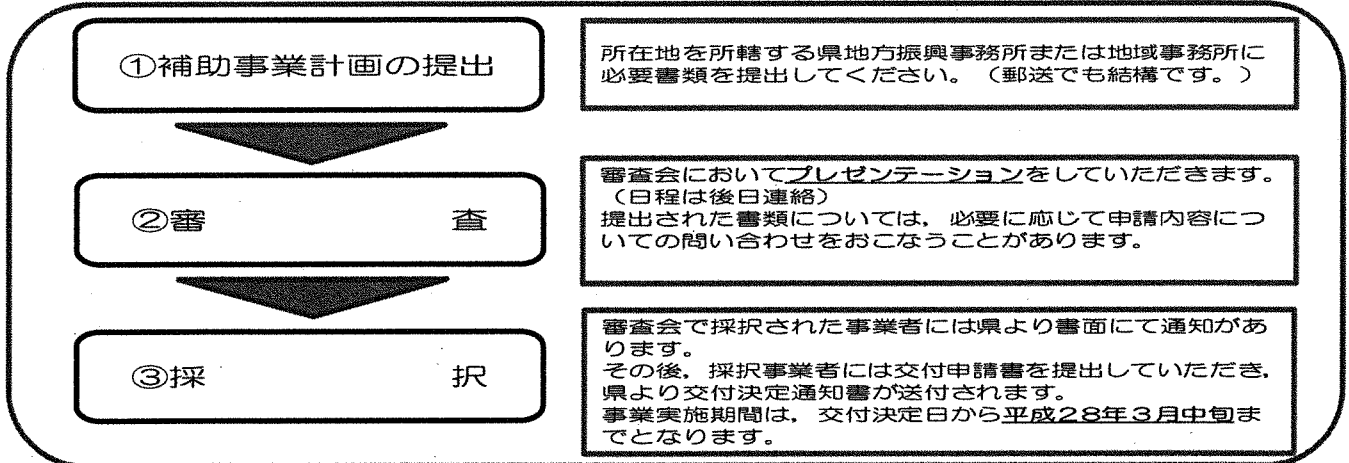 ①補助事業計画の提出
所在地を所轄する県地方振興事務所または地域事務所に
必要書類を提出してください。（郵送でも結構です。）
②審　　　　　査
審査会においてプレゼンテーションをしていただきます。
（日程は後日連絡）
提出された書類については，必要に応じて申請内容につ
いての問い合わせをおこなうことがあります。
③採　　　　　択
審査会で採択された事業者には県より書面にて通知があ
ります。
その後，採択事業者には交付申請書を提出していただき，
県より交付決定通知書が送付されます。
事業実施期間は，交付決定日から平成２８年３月中旬ま
でとなります。